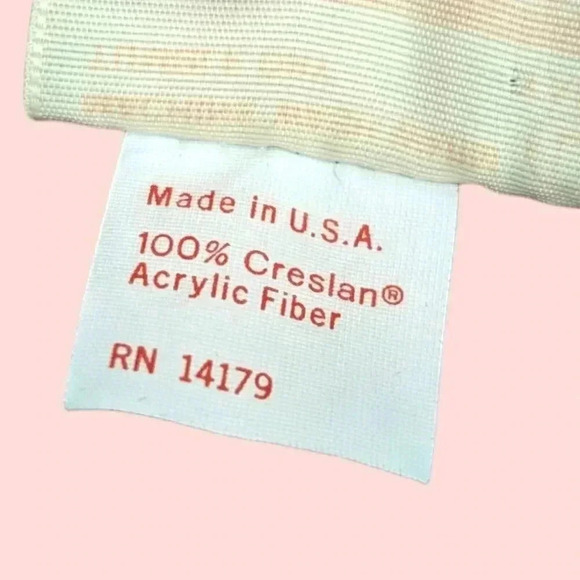 Made in U.S.A.
100% Creslan®
Acrylic Fiber
RN 14179